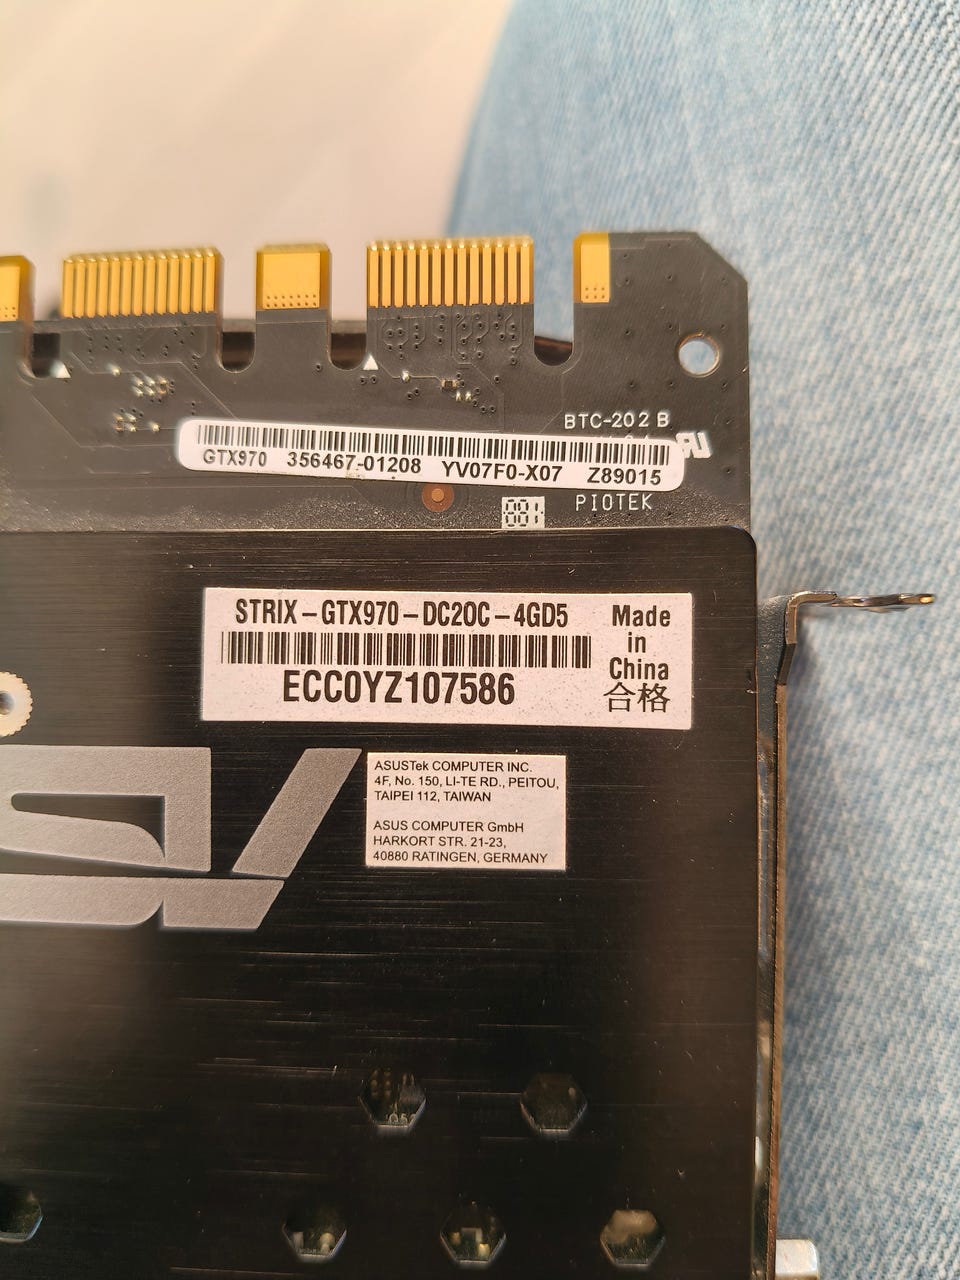 BTC-202 B
GTX970 356467-01208 YV07F0-X07 Z89015
PIOTEK
STRIX-GTX970-DC2OC-4GD5
ECC0YZ107586
Made
in
China
合格
ASUSTek COMPUTER INC.
4F, No. 150, LI-TE RD., PEITOU,
TAIPEI 112, TAIWAN
ASUS COMPUTER GmbH
HARKORT STR. 21-23,
40880 RATINGEN, GERMANY